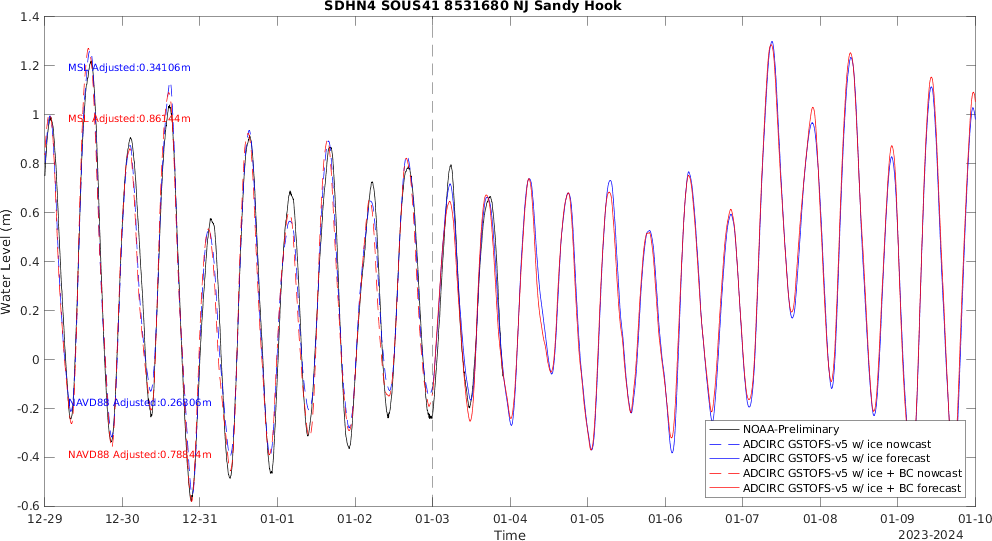 SDHN4 SOUS41 8531680 NJ Sandy Hook
1.4
1.2
1
0.8
0.6
0.4
0.2
0
-0.2
-0.4
-0.6
Water Level (m)
MSL Adjusted:0.34106m
MSL Adjusted:0.86144m
NAVD88 Adjusted:0.26806m
NAVD88 Adjusted:0.78844m
NOAA-Preliminary
ADCIRC GSTOFS-v5 w/ ice nowcast
ADCIRC GSTOFS-v5 w/ ice forecast
ADCIRC GSTOFS-v5 w/ ice + BC nowcast
ADCIRC GSTOFS-v5 w/ ice + BC forecast
12-29 12-30 12-31 01-01 01-02 01-03 01-04 01-05 01-06 01-07 01-08 01-09 01-10
Time
2023-2024